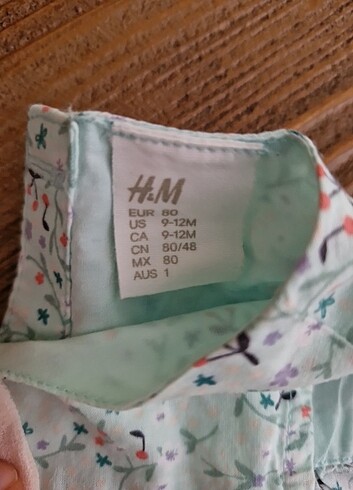 H&M
EUR 80
US 9-12M
CA 9-12M
CN 80/48
MX 80
AUS 1